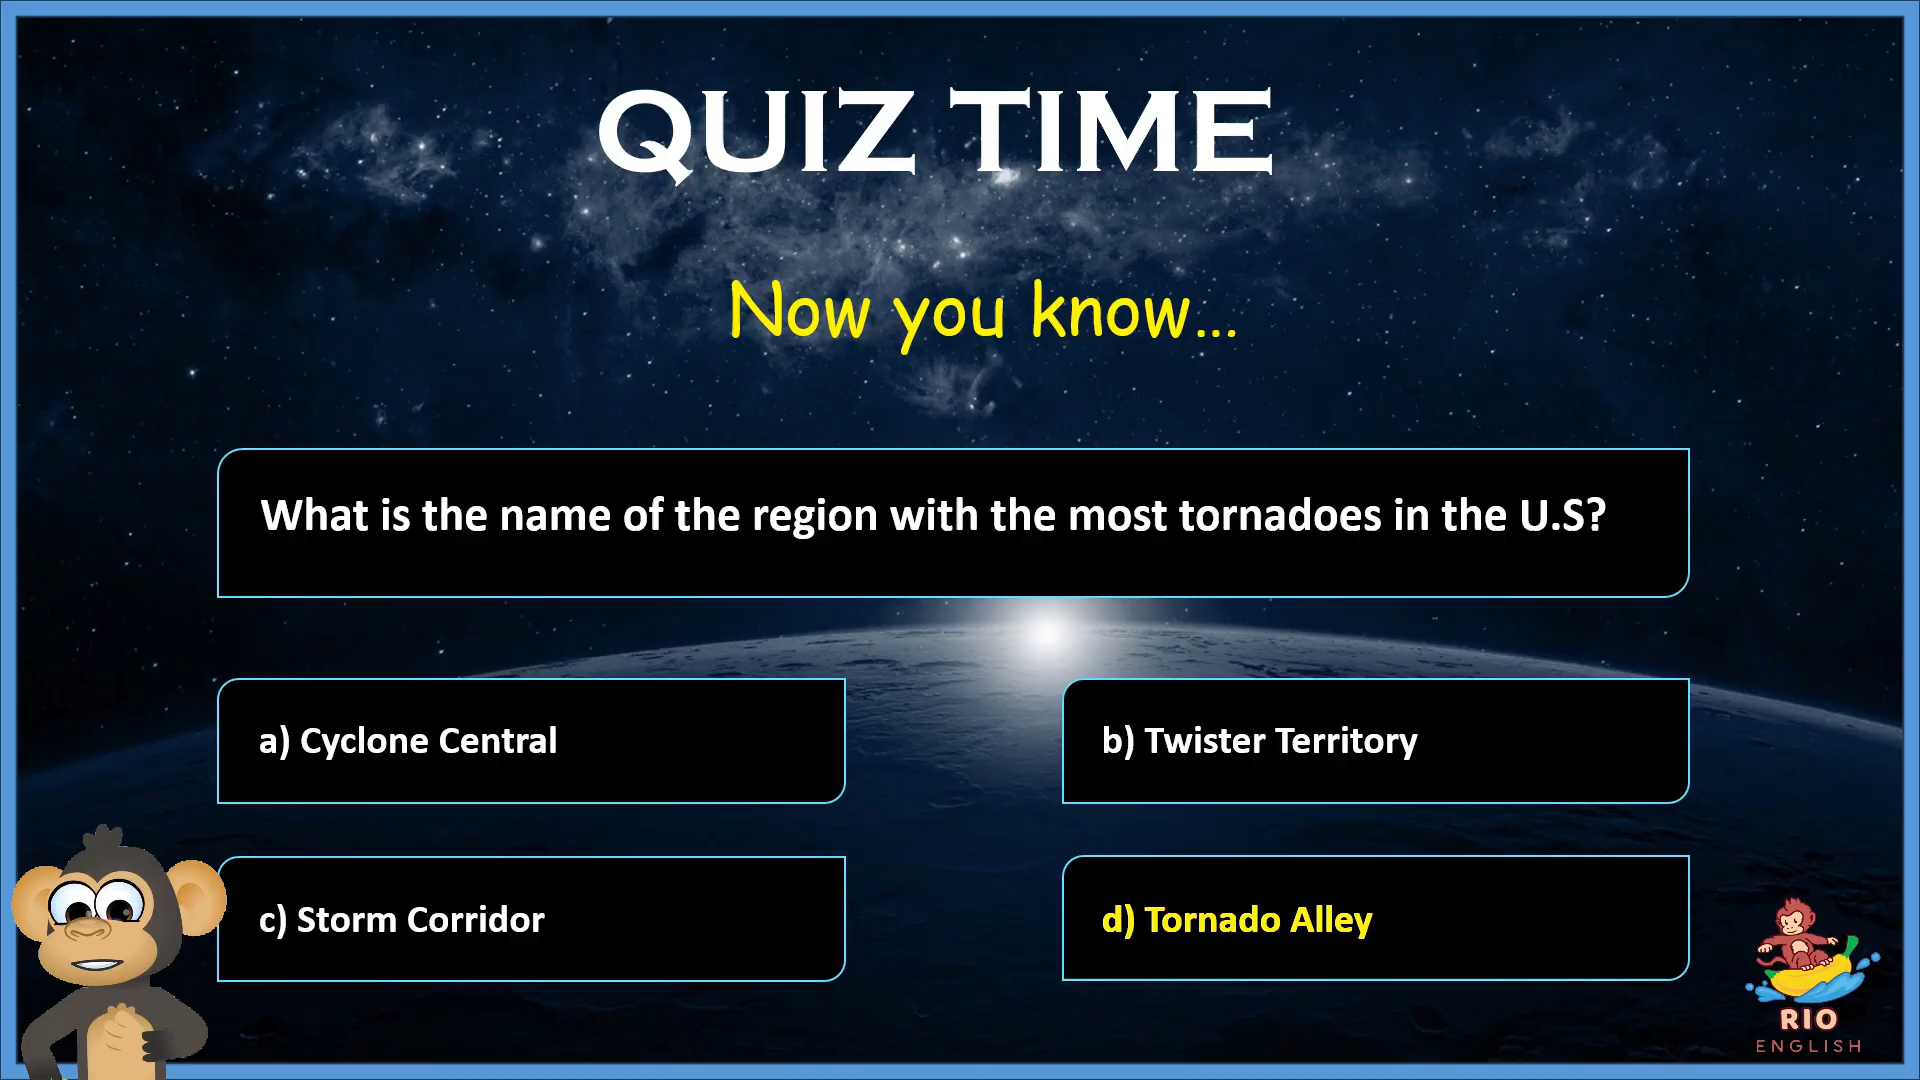 QUIZ TIME
Now you know...
What is the name of the region with the most tornadoes in the U.S?
a) Cyclone Central
b) Twister Territory
c) Storm Corridor
d) Tornado Alley
RIO
ENGLISH